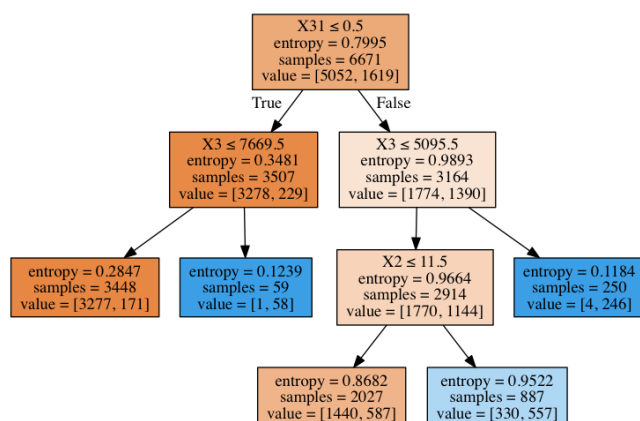 X31 ≤ 0.5
entropy = 0.7995
samples = 6671
value = [5052, 1619]
True
False
X3 ≤ 7669.5
entropy = 0.3481
samples = 3507
value = [3278, 229]
X3 ≤ 5095.5
entropy = 0.9893
samples = 3164
value = [1774, 1390]
entropy = 0.2847
samples = 3448
value = [3277, 171]
entropy = 0.1239
samples = 59
value = [1, 58]
X2 ≤ 11.5
entropy = 0.9664
samples = 2914
value = [1770, 1144]
entropy = 0.1184
samples = 250
value = [4, 246]
entropy = 0.8682
samples = 2027
value = [1440, 587]
entropy = 0.9522
samples = 887
value = [330, 557]